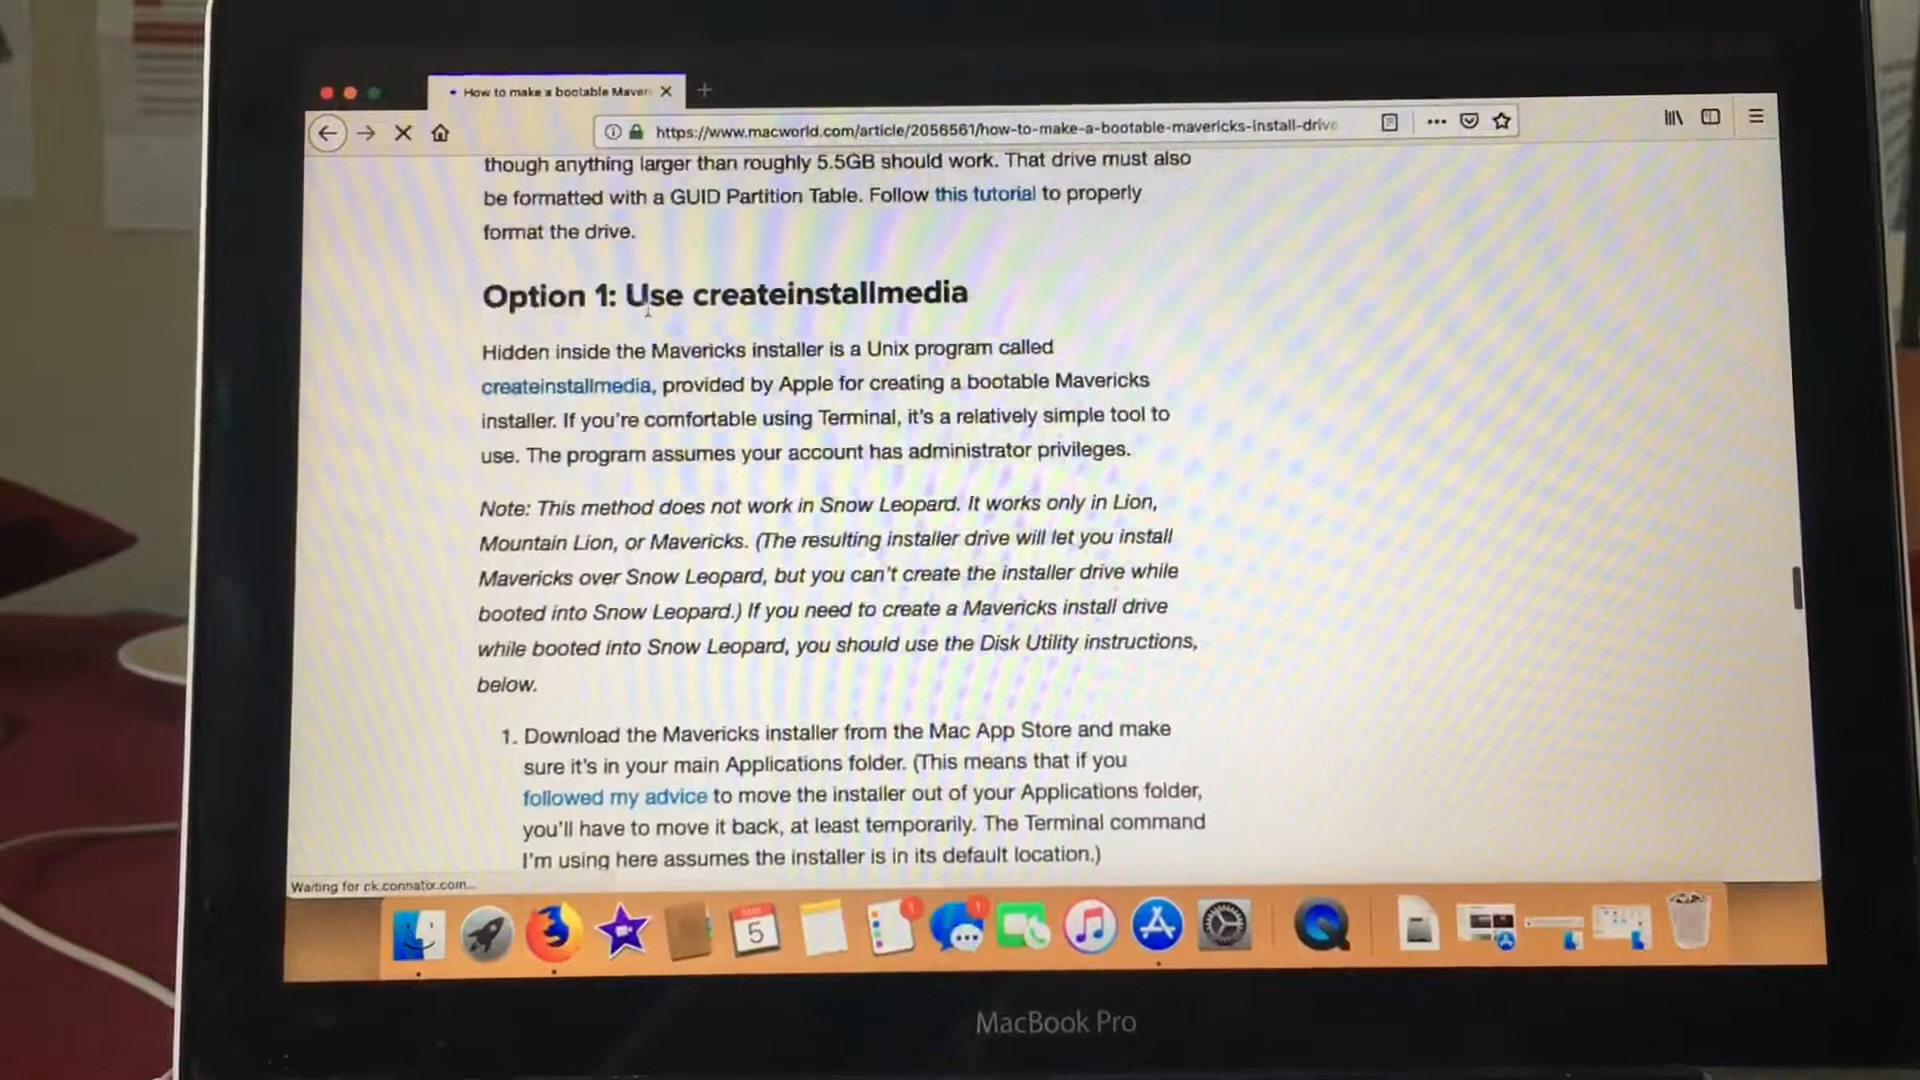 How to make a bootable Maver
https://www.macworld.com/article/2056561/how-to-make-a-bootable-mavericks-install-drive
though anything larger than roughly 5.5GB should work. That drive must also
be formatted with a GUID Partition Table. Follow this tutorial to properly
format the drive.
Option 1: Use createinstallmedia
Hidden inside the Mavericks installer is a Unix program called
createinstallmedia, provided by Apple for creating a bootable Mavericks
installer. If you're comfortable using Terminal, it's a relatively simple tool to
use. The program assumes your account has administrator privileges.
Note: This method does not work in Snow Leopard. It works only in Lion,
Mountain Lion, or Mavericks. (The resulting installer drive will let you install
Mavericks over Snow Leopard, but you can't create the installer drive while
booted into Snow Leopard.) If you need to create a Mavericks install drive
while booted into Snow Leopard, you should use the Disk Utility instructions,
below.
1. Download the Mavericks installer from the Mac App Store and make
sure it's in your main Applications folder. (This means that if you
followed my advice to move the installer out of your Applications folder,
you'll have to move it back, at least temporarily. The Terminal command
I'm using here assumes the installer is in its default location.)
Waiting for ck.connatix.com...
5
1
1
MacBook Pro